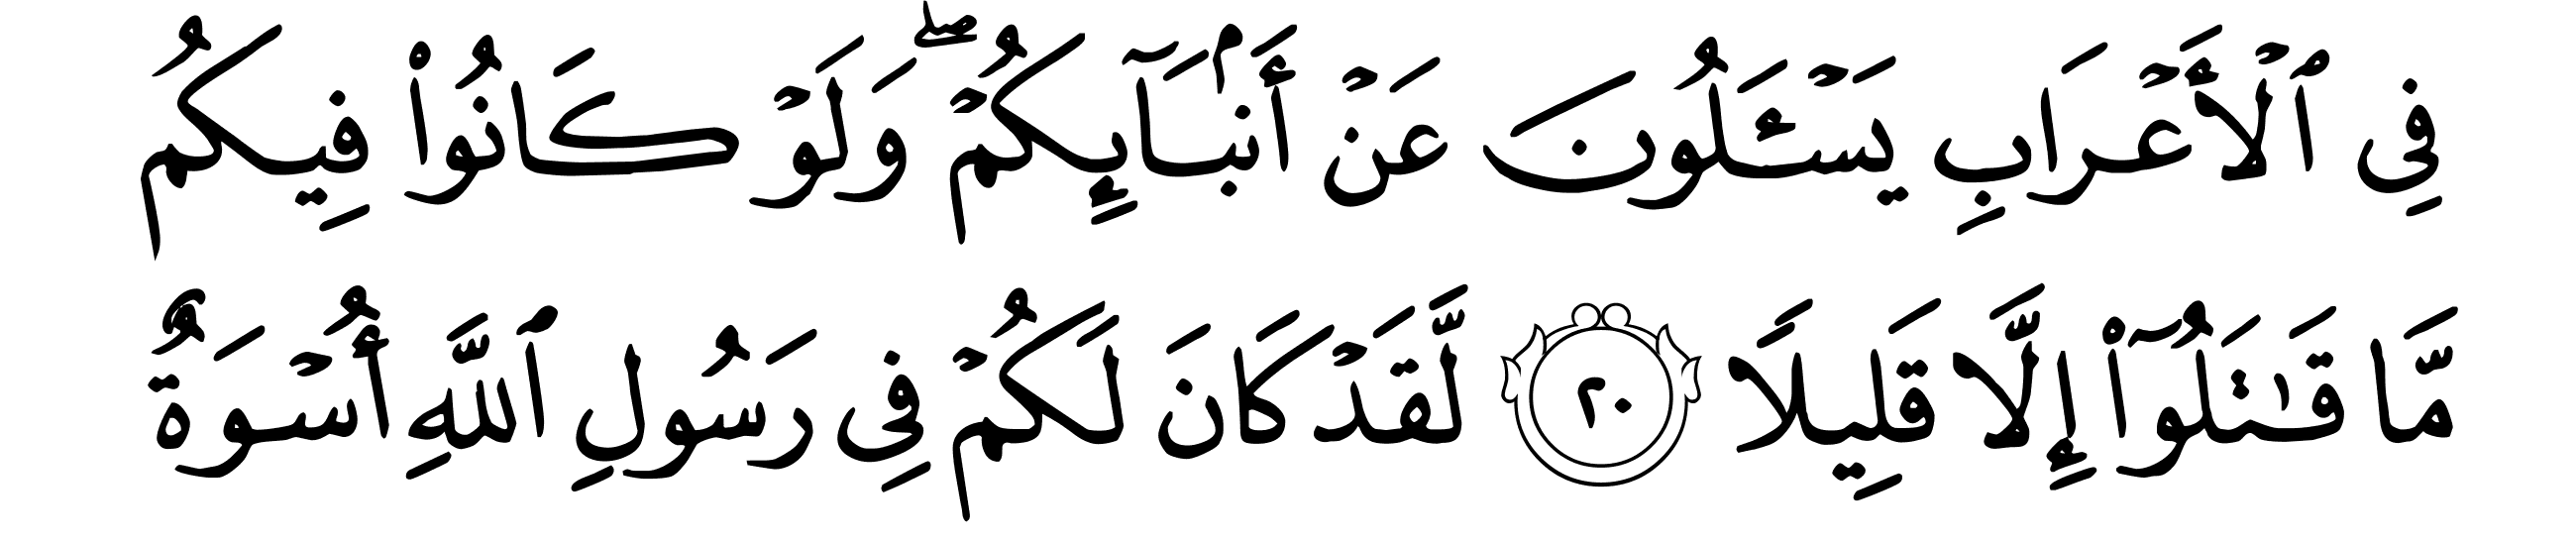 فِى ٱلْأَعْرَابِ يَسْـَٔلُونَ عَنْ أَنۢبَآئِكُمْ ۖ وَلَوْ كَانُوا۟ فِيكُم
مَّا قَـٰتَلُوٓا۟ إِلَّا قَلِيلًا ٢٠ لَّقَدْ كَانَ لَكُمْ فِى رَسُولِ ٱللَّهِ أُسْوَةٌ